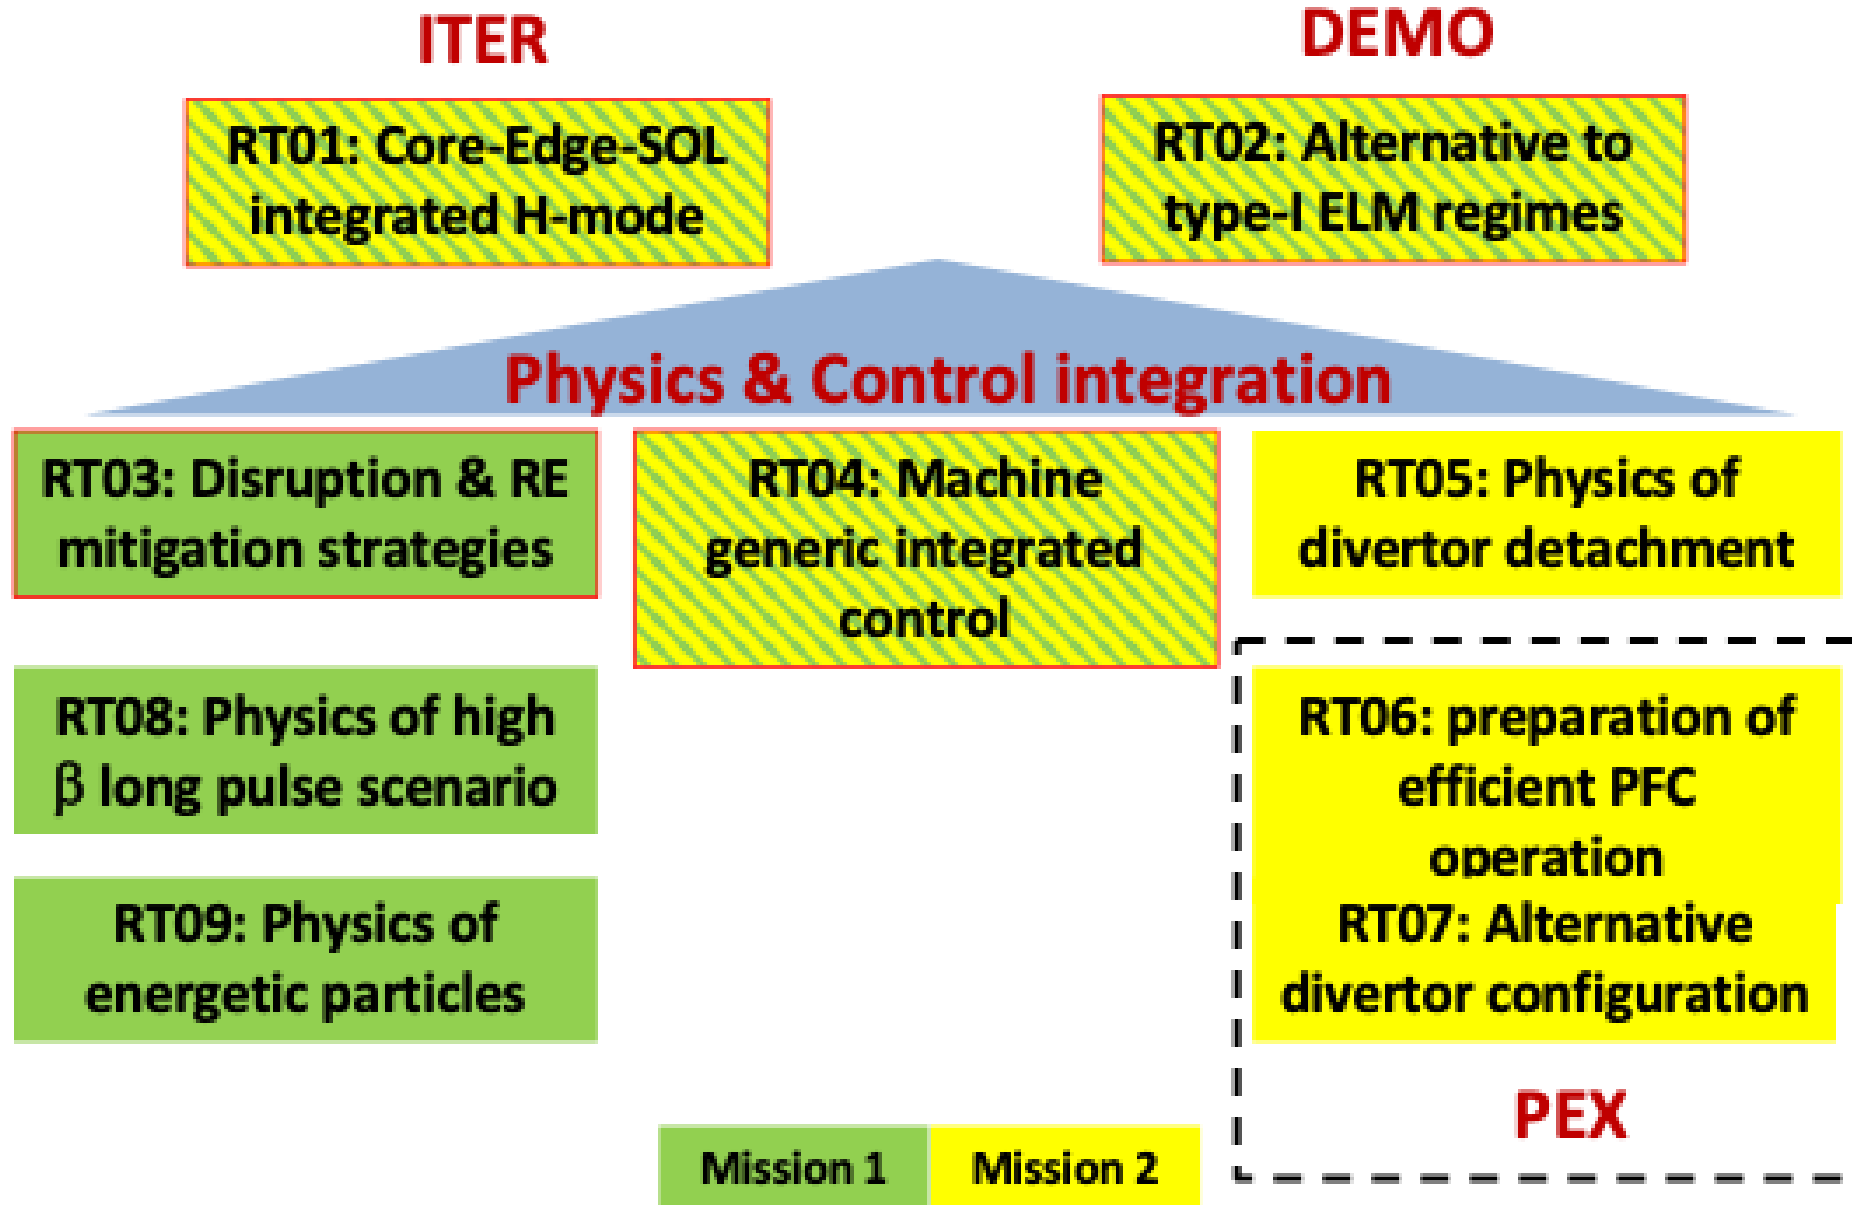 ITER
DEMO
RT01: Core-Edge-SOL
integrated H-mode
RT02: Alternative to
type-I ELM regimes
Physics & Control integration
RT03: Disruption & RE
mitigation strategies
RT04: Machine
generic integrated
control
RT05: Physics of
divertor detachment
RT08: Physics of high
β long pulse scenario
RT06: preparation of
efficient PFC
operation
RT09: Physics of
energetic particles
RT07: Alternative
divertor configuration
PEX
Mission 1
Mission 2